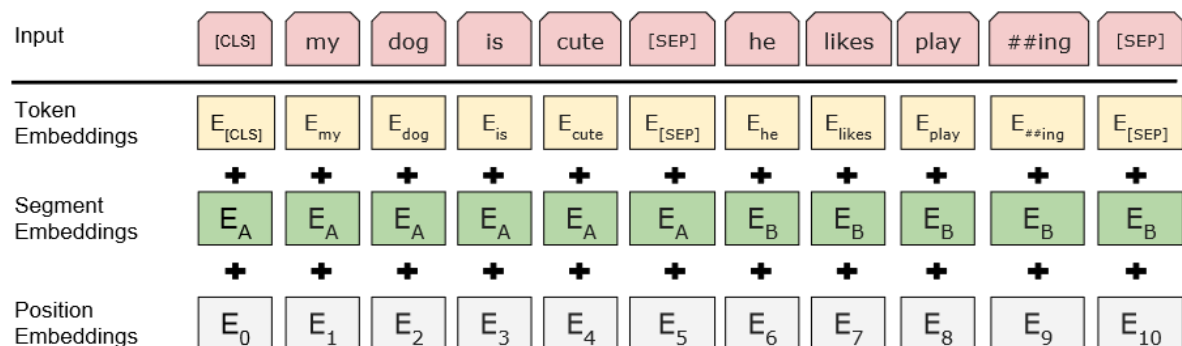 Input [CLS] my dog is cute [SEP] he likes play ##ing [SEP]
Token
Embeddings
E[CLS] Emy Edog Eis Ecute E[SEP] Ehe Elikes Eplay E##ing E[SEP]
+ + + + + + + + + + +
Segment
Embeddings
EA EA EA EA EA EA EB EB EB EB EB
+ + + + + + + + + + +
Position
Embeddings
E0 E1 E2 E3 E4 E5 E6 E7 E8 E9 E10